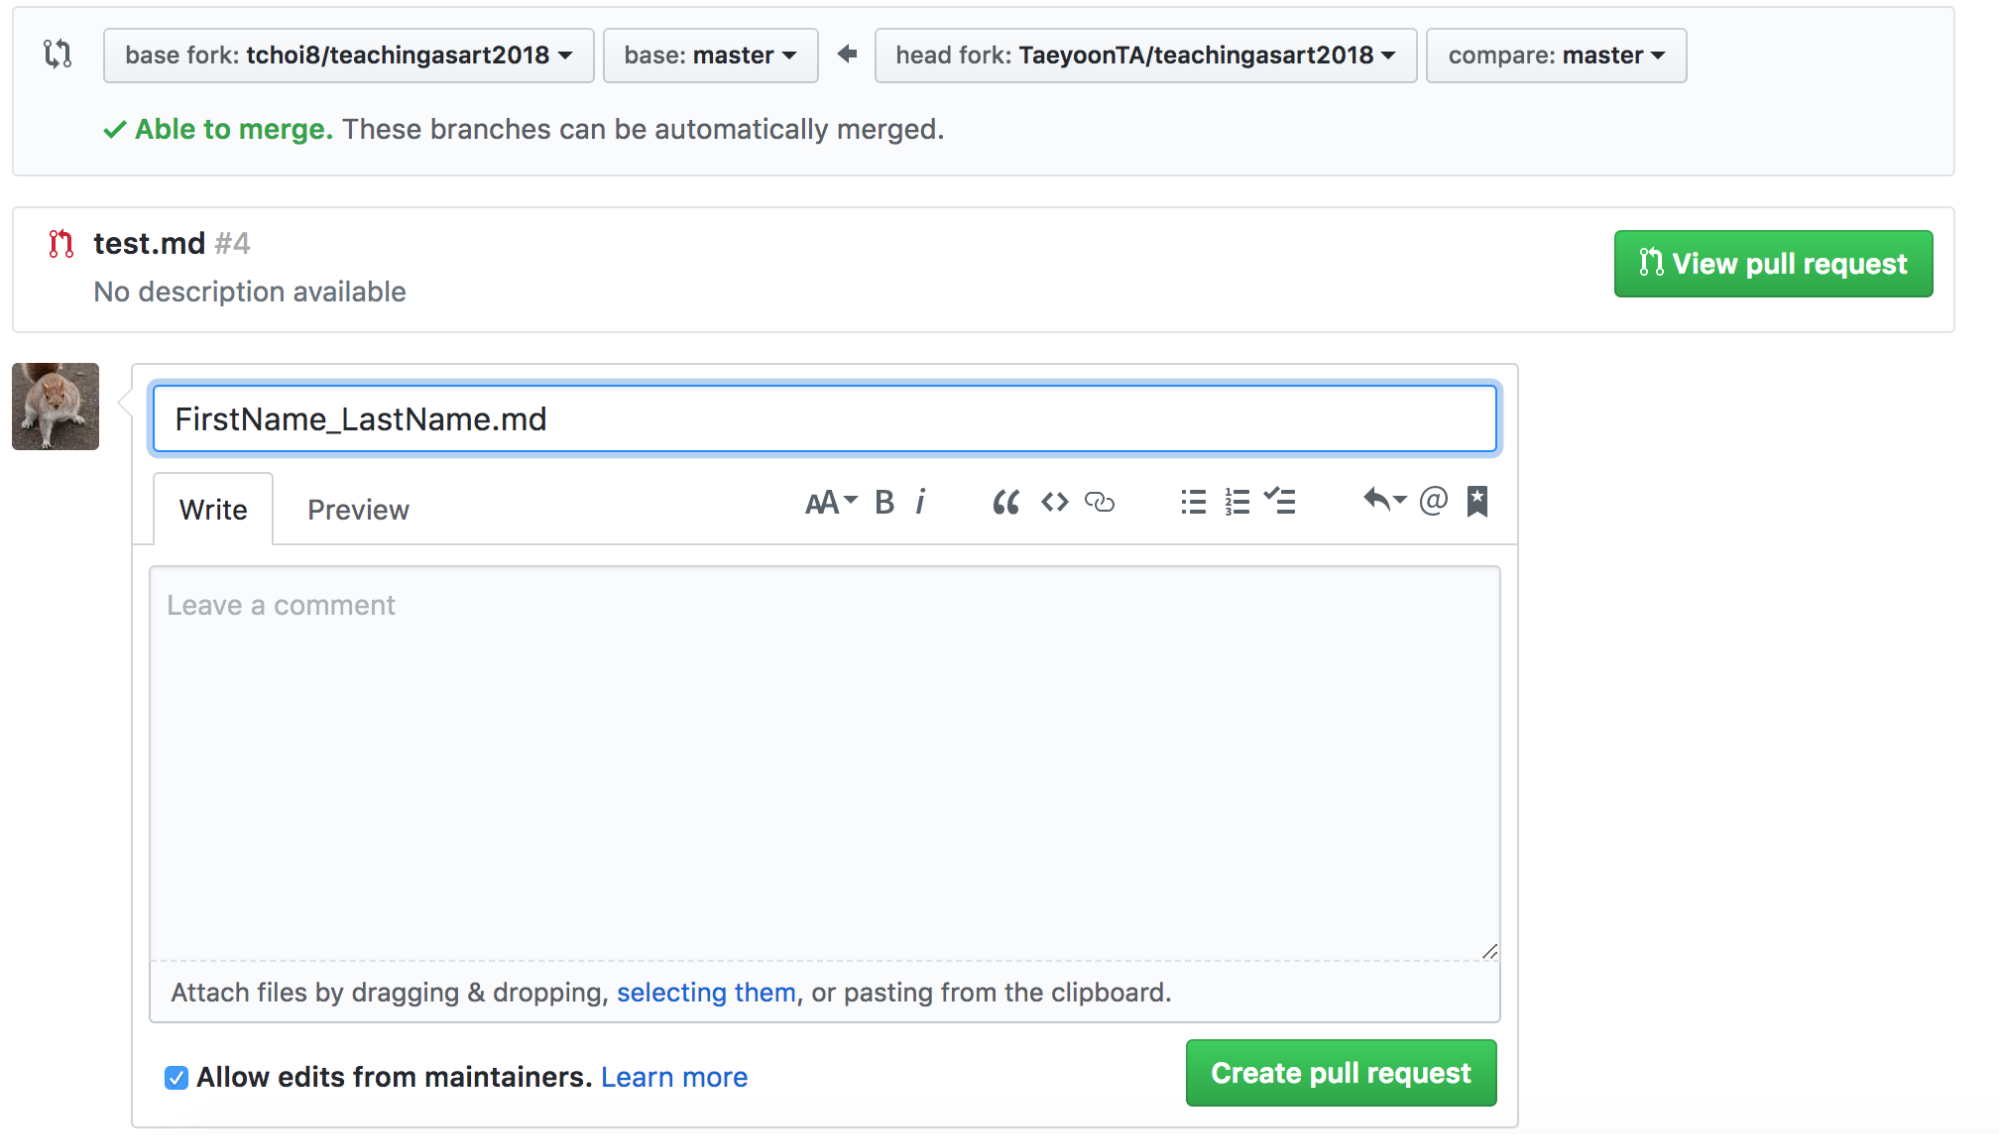 base fork: tchoi8/teachingasart2018 base: master head fork: TaeyoonTA/teachingasart2018 compare: master
Able to merge. These branches can be automatically merged.
test.md #4
No description available
View pull request
FirstName_LastName.md
Write Preview AA B i
Leave a comment
Attach files by dragging & dropping, selecting them, or pasting from the clipboard.
Allow edits from maintainers. Learn more
Create pull request